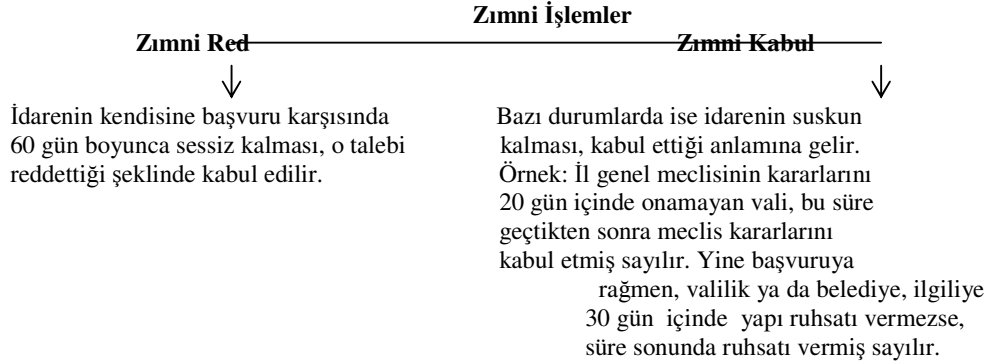 Zımni İşlemler
Zımni Red
Zımni Kabul
İdarenin kendisine başvuru karşısında
60 gün boyunca sessiz kalması, o talebi
reddettiği şeklinde kabul edilir.
Bazı durumlarda ise idarenin suskun
kalması, kabul ettiği anlamına gelir.
Örnek: İl genel meclisinin kararlarını
20 gün içinde onamayan vali, bu süre
geçtikten sonra meclis kararlarını
kabul etmiş sayılır. Yine başvuruya
rağmen, valilik ya da belediye, ilgiliye
30 gün içinde yapı ruhsatı vermezse,
süre sonunda ruhsatı vermiş sayılır.